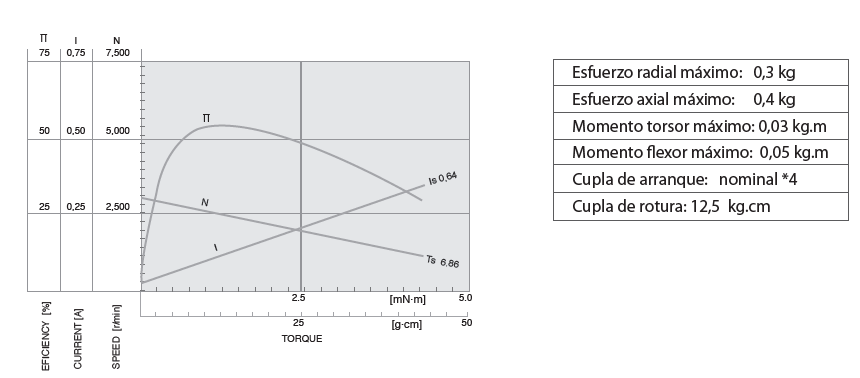 Π I N
75 0,75 7,500
50 0,50 5,000
25 0,25 2,500
Π
N
I
Is 0,64
Ts 6.86
2.5 [mN·m] 5.0
25 [g·cm] 50
TORQUE
EFICIENCY [%]
CURRENT [A]
SPEED [r/min]
Esfuerzo radial máximo: 0,3 kg
Esfuerzo axial máximo: 0,4 kg
Momento torsor máximo: 0,03 kg.m
Momento flexor máximo: 0,05 kg.m
Cupla de arranque: nominal *4
Cupla de rotura: 12,5 kg.cm